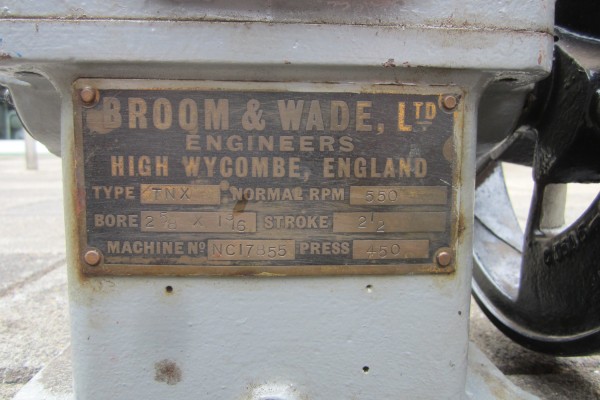 BROOM & WADE, LTD
ENGINEERS
HIGH WYCOMBE, ENGLAND
TYPE TNX NORMAL RPM 550
BORE 2 5/8 X 1 9/16 STROKE 2 1/2
MACHINE NO NC17855 PRESS 450